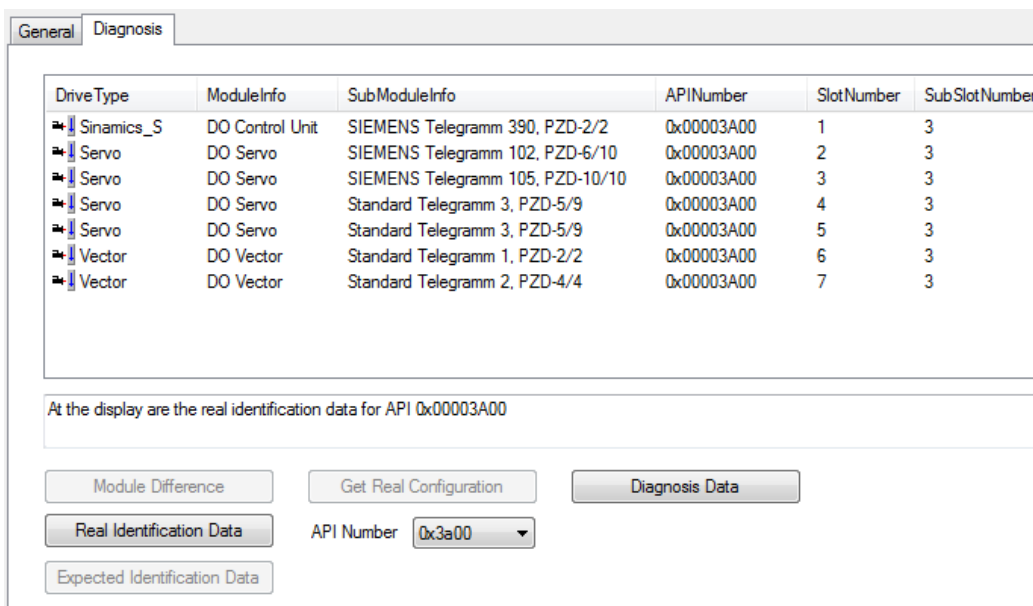 General Diagnosis
DriveType ModuleInfo SubModuleInfo APINumber SlotNumber SubSlotNumber
Sinamics_S DO Control Unit SIEMENS Telegramm 390, PZD-2/2 0x00003A00 1 3
Servo DO Servo SIEMENS Telegramm 102, PZD-6/10 0x00003A00 2 3
Servo DO Servo SIEMENS Telegramm 105, PZD-10/10 0x00003A00 3 3
Servo DO Servo Standard Telegramm 3, PZD-5/9 0x00003A00 4 3
Servo DO Servo Standard Telegramm 3, PZD-5/9 0x00003A00 5 3
Vector DO Vector Standard Telegramm 1, PZD-2/2 0x00003A00 6 3
Vector DO Vector Standard Telegramm 2, PZD-4/4 0x00003A00 7 3
At the display are the real identification data for API 0x00003A00
Module Difference Get Real Configuration Diagnosis Data
Real Identification Data API Number 0x3a00
Expected Identification Data